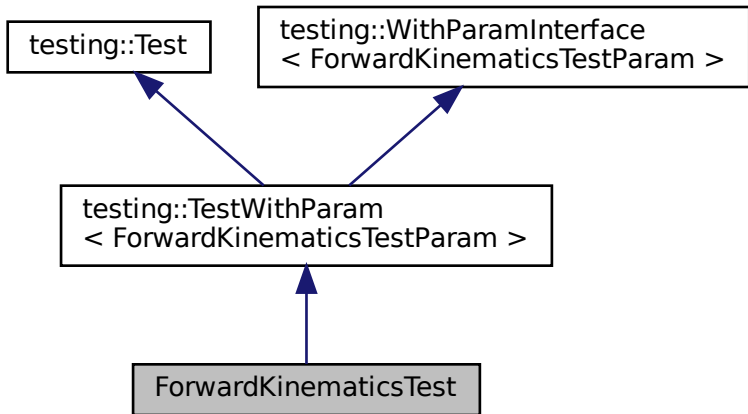 testing::Test
testing::WithParamInterface
< ForwardKinematicsTestParam >
testing::TestWithParam
< ForwardKinematicsTestParam >
ForwardKinematicsTest